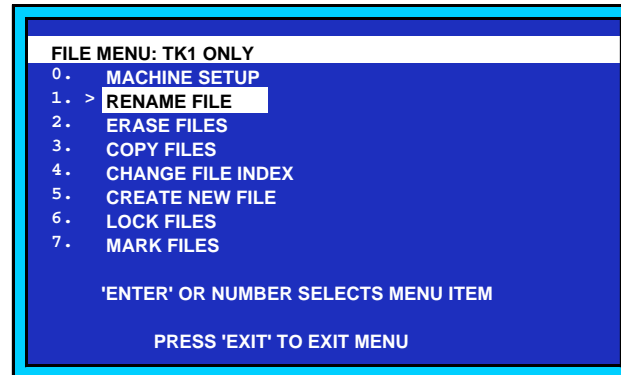 FILE MENU: TK1 ONLY
0. MACHINE SETUP
1. > RENAME FILE
2. ERASE FILES
3. COPY FILES
4. CHANGE FILE INDEX
5. CREATE NEW FILE
6. LOCK FILES
7. MARK FILES
'ENTER' OR NUMBER SELECTS MENU ITEM
PRESS 'EXIT' TO EXIT MENU